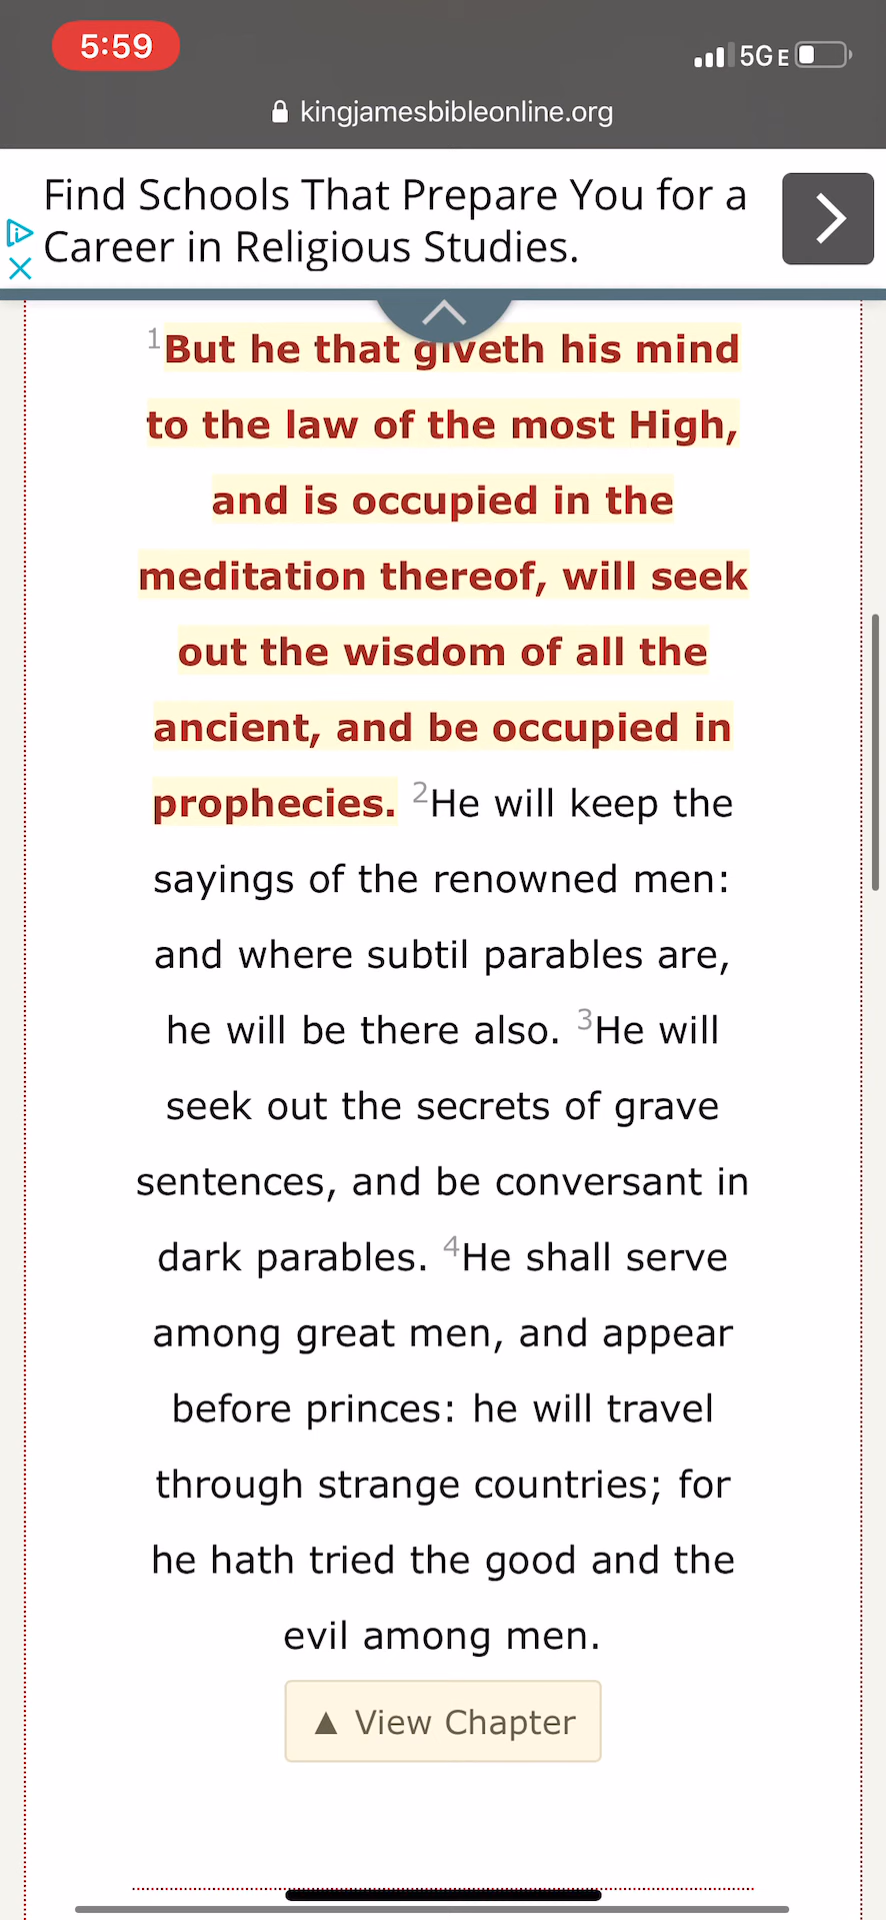 5:59
5GE
kingjamesbibleonline.org
Find Schools That Prepare You for a
Career in Religious Studies.
1But he that giveth his mind
to the law of the most High,
and is occupied in the
meditation thereof, will seek
out the wisdom of all the
ancient, and be occupied in
prophecies. 2He will keep the
sayings of the renowned men:
and where subtil parables are,
he will be there also. 3He will
seek out the secrets of grave
sentences, and be conversant in
dark parables. 4He shall serve
among great men, and appear
before princes: he will travel
through strange countries; for
he hath tried the good and the
evil among men.
▲ View Chapter